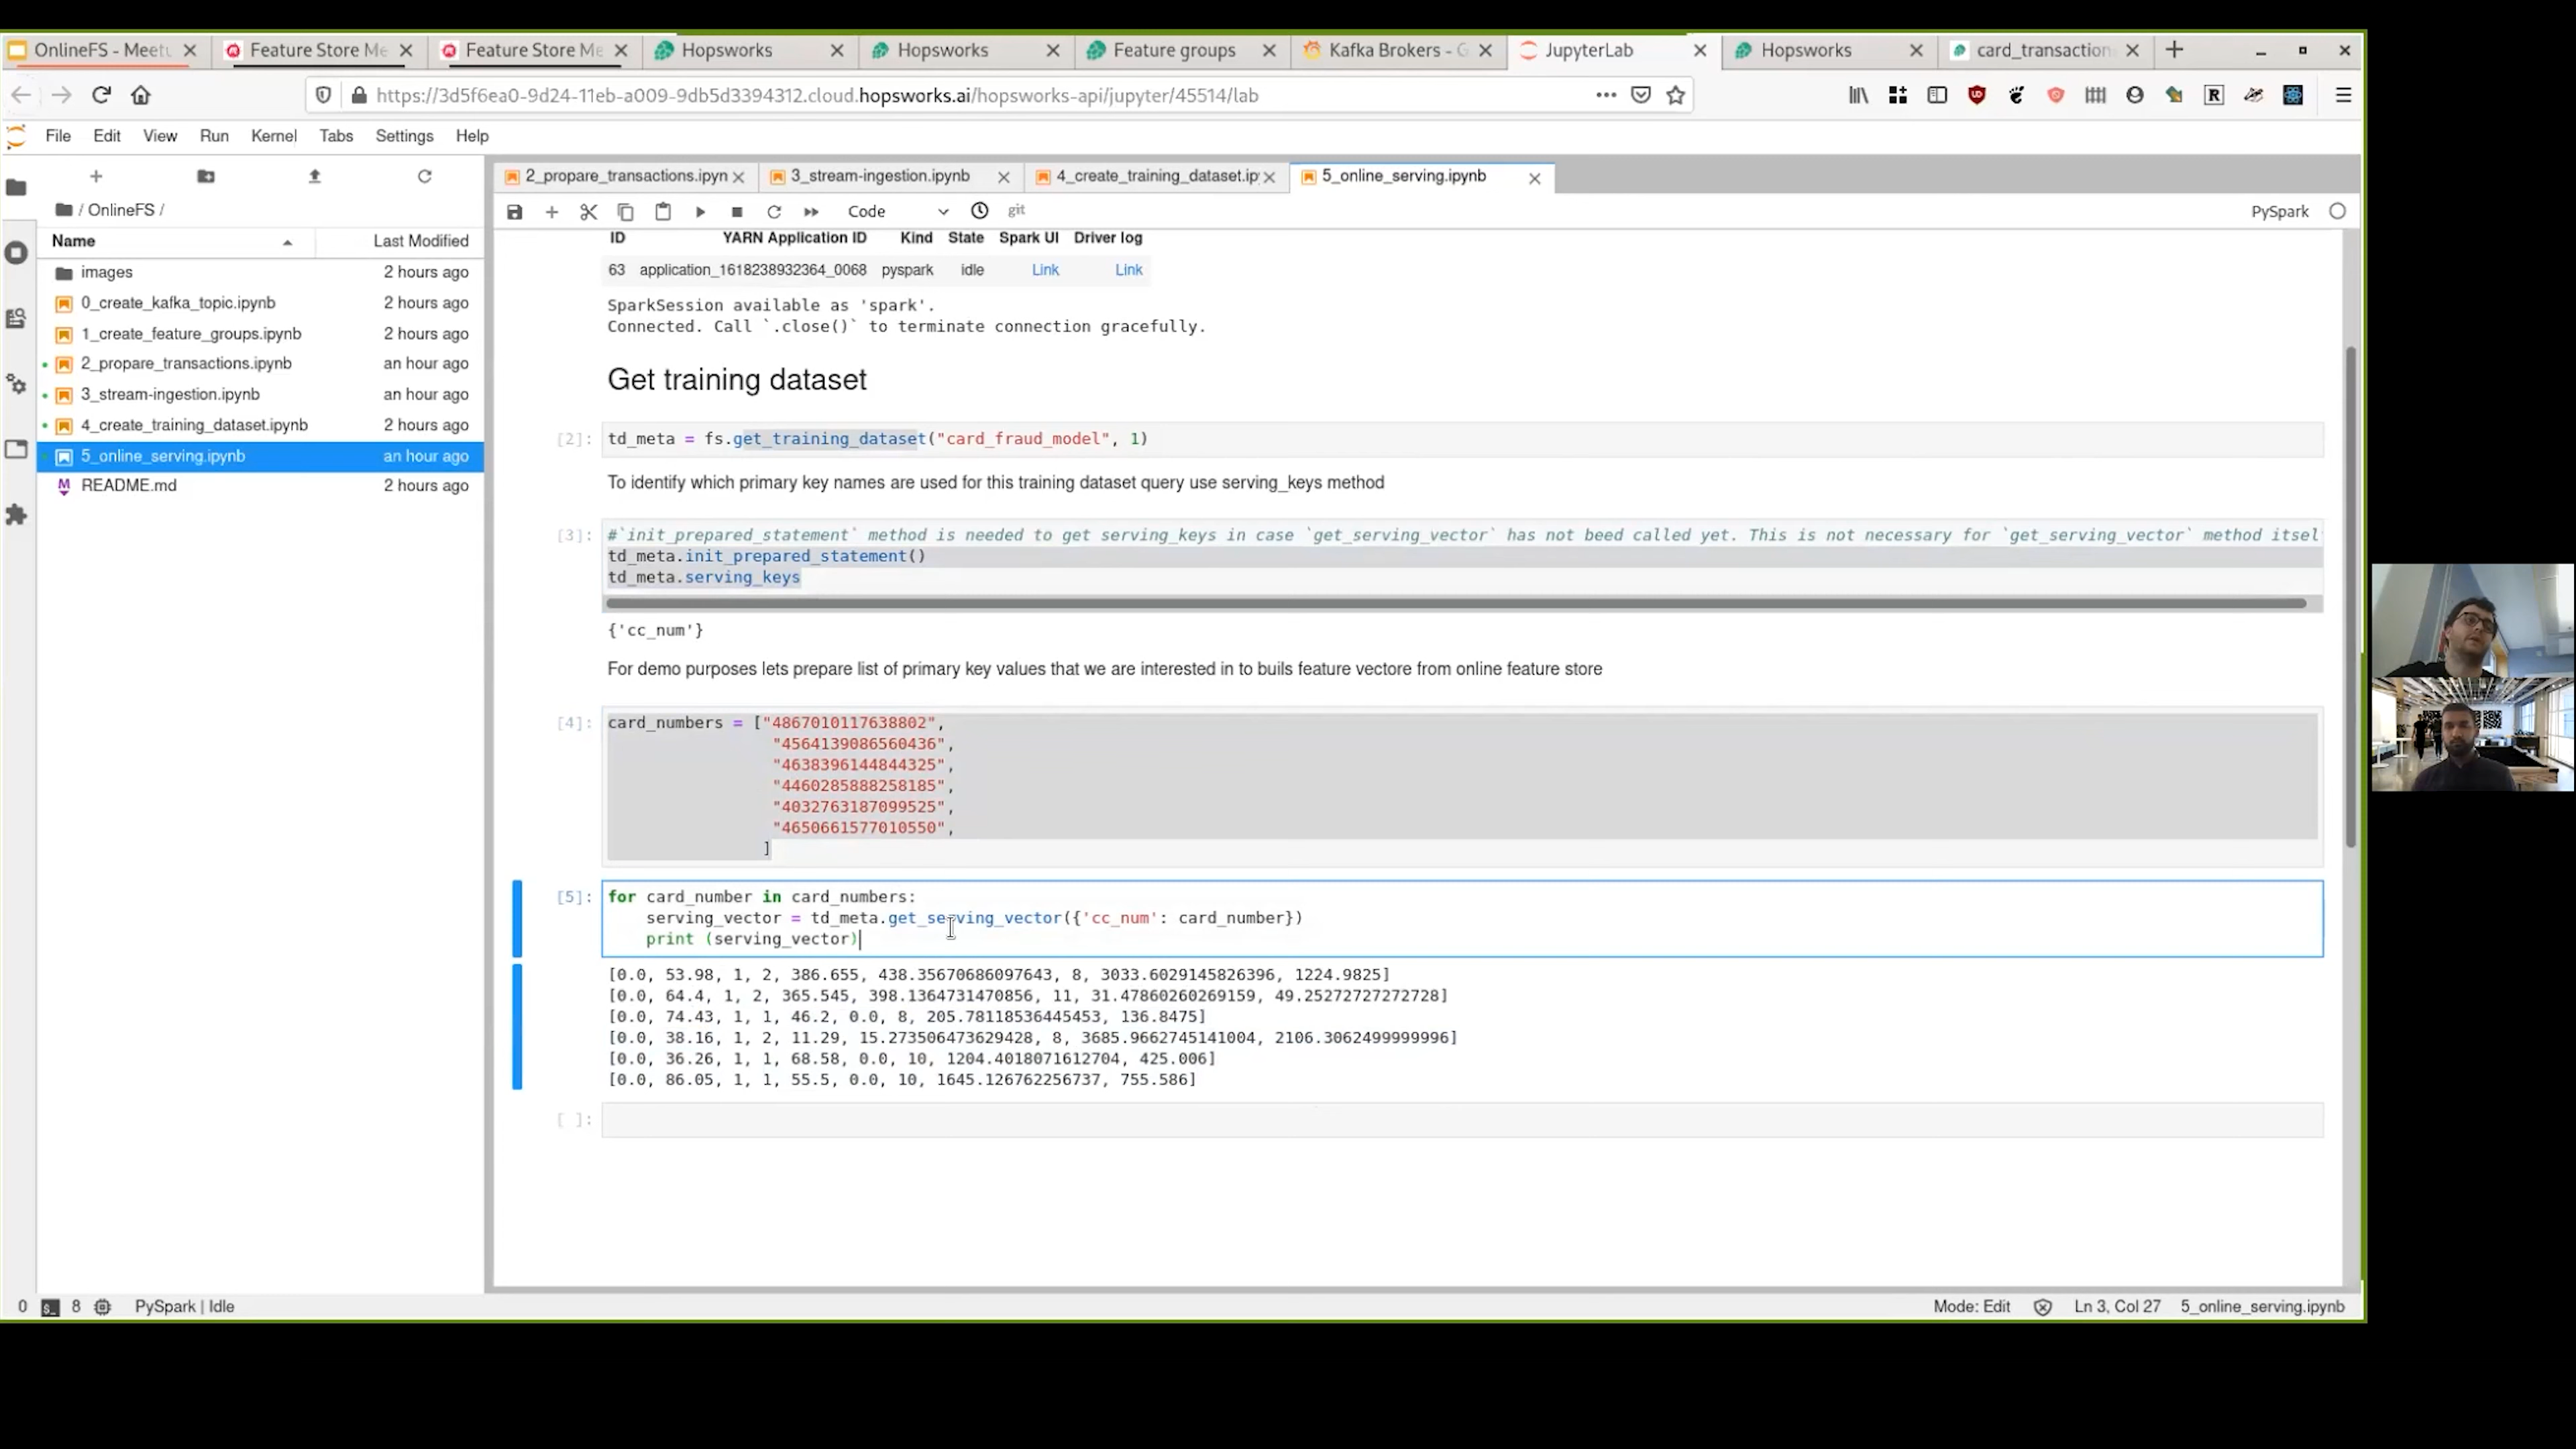 OnlineFS - Meetu
Feature Store Me
Feature Store Me
Hopsworks
Hopsworks
Feature groups
Kafka Brokers - G
JupyterLab
Hopsworks
card_transaction
https://3d5f6ea0-9d24-11eb-a009-9db5d3394312.cloud.hopsworks.ai/hopsworks-api/jupyter/45514/lab
File Edit View Run Kernel Tabs Settings Help
2_propare_transactions.ipyn
3_stream-ingestion.ipynb
4_create_training_dataset.ip
5_online_serving.ipynb
Code
git
PySpark
/ OnlineFS /
Name Last Modified
images 2 hours ago
0_create_kafka_topic.ipynb 2 hours ago
1_create_feature_groups.ipynb 2 hours ago
2_propare_transactions.ipynb an hour ago
3_stream-ingestion.ipynb an hour ago
4_create_training_dataset.ipynb 2 hours ago
5_online_serving.ipynb an hour ago
README.md 2 hours ago
ID YARN Application ID Kind State Spark UI Driver log
63 application_1618238932364_0068 pyspark idle Link Link
SparkSession available as 'spark'.
Connected. Call `.close()` to terminate connection gracefully.
Get training dataset
[2]: td_meta = fs.get_training_dataset("card_fraud_model", 1)
To identify which primary key names are used for this training dataset query use serving_keys method
[3]: #`init_prepared_statement` method is needed to get serving_keys in case `get_serving_vector` has not beed called yet. This is not necessary for `get_serving_vector` method itsel
td_meta.init_prepared_statement()
td_meta.serving_keys
{'cc_num'}
For demo purposes lets prepare list of primary key values that we are interested in to buils feature vectore from online feature store
[4]: card_numbers = ["4867010117638802",
"4564139086560436",
"4638396144844325",
"4460285888258185",
"4032763187099525",
"4650661577010550",
]
[5]: for card_number in card_numbers:
serving_vector = td_meta.get_serving_vector({'cc_num': card_number})
print (serving_vector)
[0.0, 53.98, 1, 2, 386.655, 438.35670686097643, 8, 3033.6029145826396, 1224.9825]
[0.0, 64.4, 1, 2, 365.545, 398.1364731470856, 11, 31.47860260269159, 49.25272727272728]
[0.0, 74.43, 1, 1, 46.2, 0.0, 8, 205.78118536445453, 136.8475]
[0.0, 38.16, 1, 2, 11.29, 15.273506473629428, 8, 3685.9662745141004, 2106.3062499999996]
[0.0, 36.26, 1, 1, 68.58, 0.0, 10, 1204.4018071612704, 425.006]
[0.0, 86.05, 1, 1, 55.5, 0.0, 10, 1645.126762256737, 755.586]
[ ]:
0 8 PySpark | Idle
Mode: Edit Ln 3, Col 27 5_online_serving.ipynb